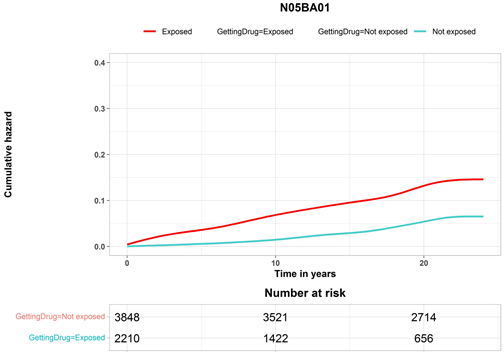 N05BA01
Exposed GettingDrug=Exposed GettingDrug=Not exposed Not exposed
Cumulative hazard
0.4
0.3
0.2
0.1
0.0
0 10 20
Time in years
Number at risk
GettingDrug=Not exposed 3848 3521 2714
GettingDrug=Exposed 2210 1422 656